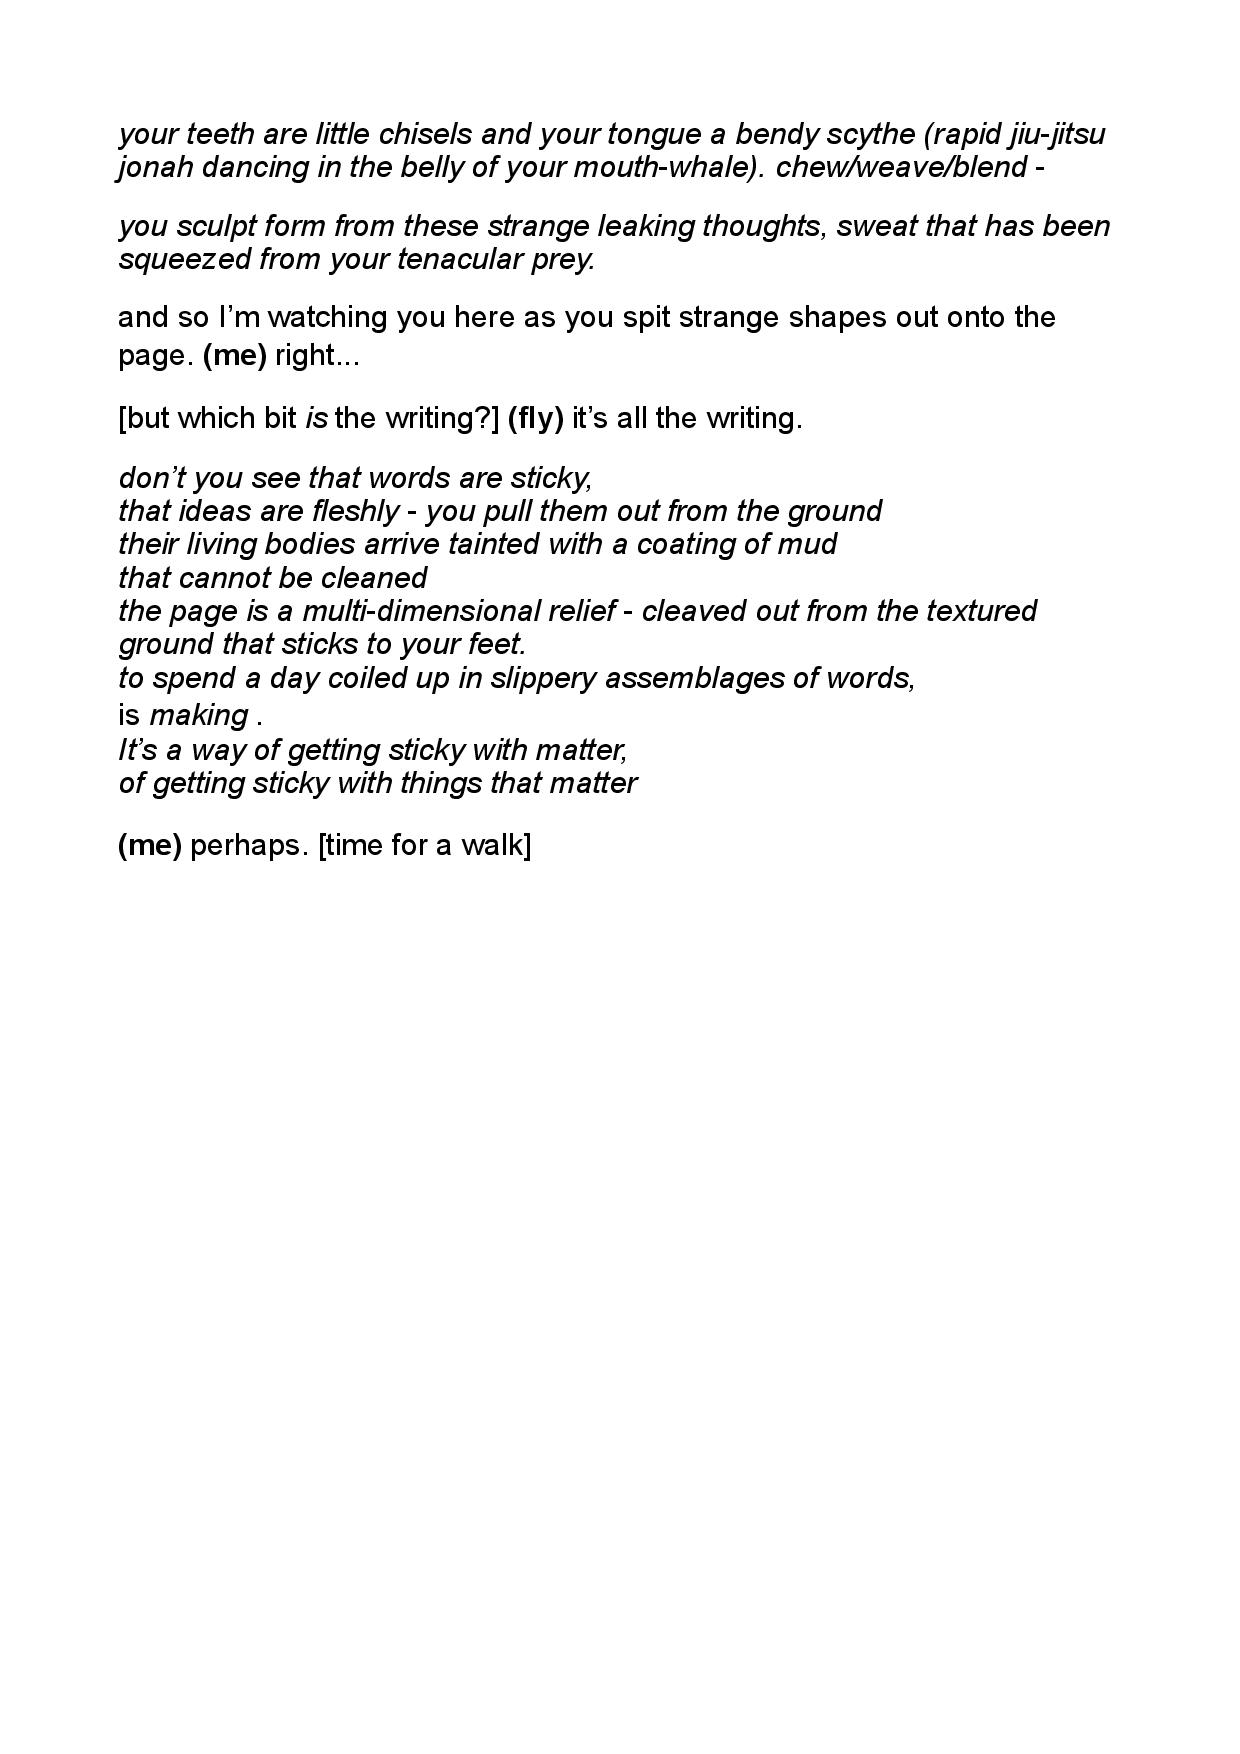 your teeth are little chisels and your tongue a bendy scythe (rapid jiu-jitsu
jonah dancing in the belly of your mouth-whale). chew/weave/blend -
you sculpt form from these strange leaking thoughts, sweat that has been
squeezed from your tenacular prey.
and so I’m watching you here as you spit strange shapes out onto the
page. (me) right...
[but which bit is the writing?] (fly) it’s all the writing.
don’t you see that words are sticky,
that ideas are fleshly - you pull them out from the ground
their living bodies arrive tainted with a coating of mud
that cannot be cleaned
the page is a multi-dimensional relief - cleaved out from the textured
ground that sticks to your feet.
to spend a day coiled up in slippery assemblages of words,
is making .
It’s a way of getting sticky with matter,
of getting sticky with things that matter
(me) perhaps. [time for a walk]